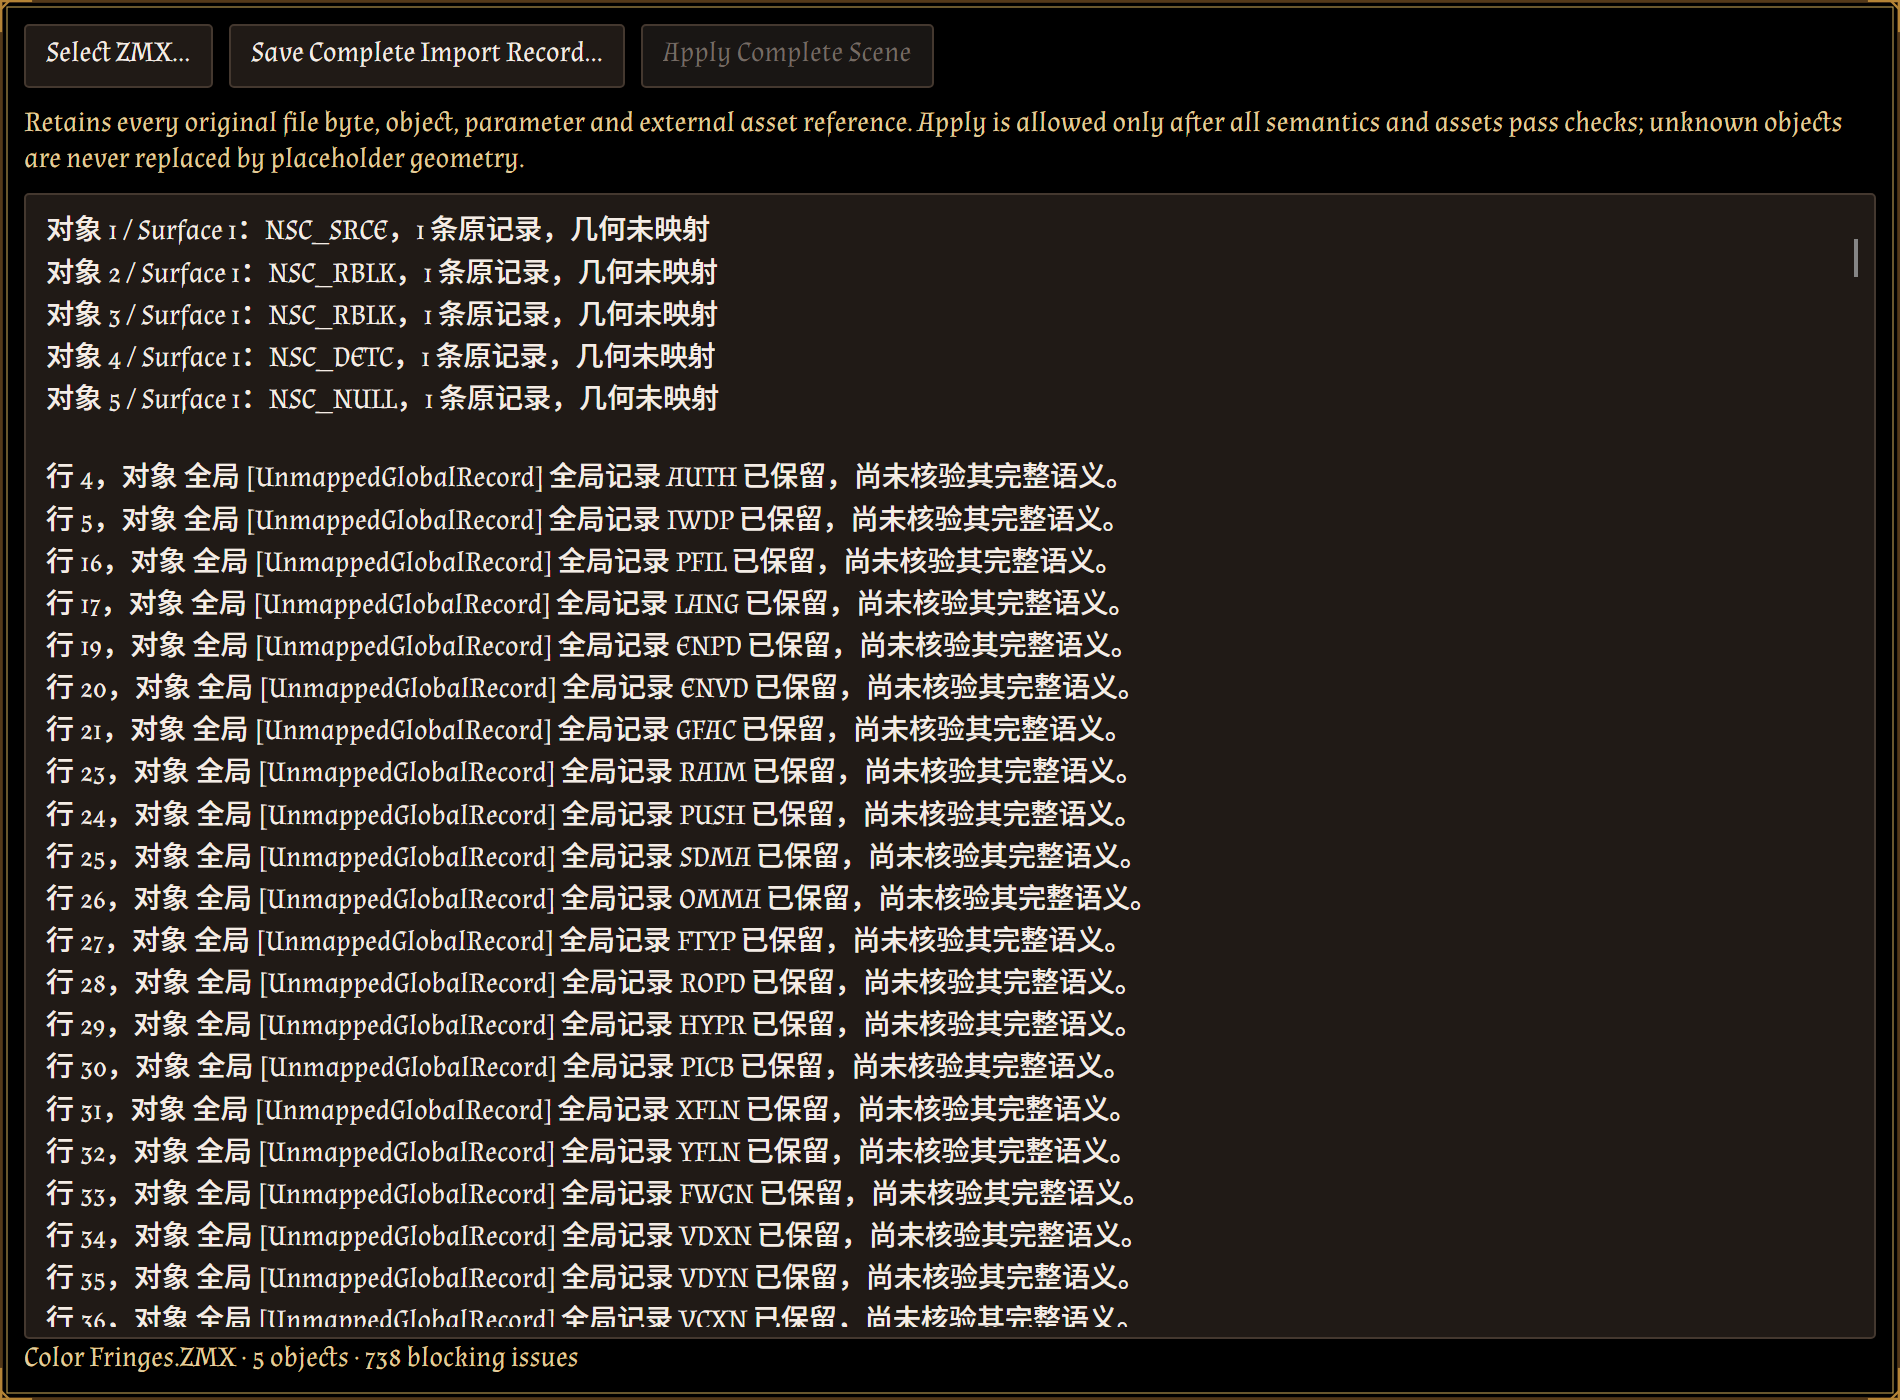 Select ZMX...
Save Complete Import Record...
Apply Complete Scene
Retains every original file byte, object, parameter and external asset reference. Apply is allowed only after all semantics and assets pass checks; unknown objects
are never replaced by placeholder geometry.
对象 1 / Surface 1：NSC_SRCE，1 条原记录，几何未映射
对象 2 / Surface 1：NSC_RBLK，1 条原记录，几何未映射
对象 3 / Surface 1：NSC_RBLK，1 条原记录，几何未映射
对象 4 / Surface 1：NSC_DETC，1 条原记录，几何未映射
对象 5 / Surface 1：NSC_NULL，1 条原记录，几何未映射
行 4，对象 全局 [UnmappedGlobalRecord] 全局记录 AUTH 已保留，尚未核验其完整语义。
行 5，对象 全局 [UnmappedGlobalRecord] 全局记录 IWDP 已保留，尚未核验其完整语义。
行 16，对象 全局 [UnmappedGlobalRecord] 全局记录 PFIL 已保留，尚未核验其完整语义。
行 17，对象 全局 [UnmappedGlobalRecord] 全局记录 LANG 已保留，尚未核验其完整语义。
行 19，对象 全局 [UnmappedGlobalRecord] 全局记录 ENPD 已保留，尚未核验其完整语义。
行 20，对象 全局 [UnmappedGlobalRecord] 全局记录 ENVD 已保留，尚未核验其完整语义。
行 21，对象 全局 [UnmappedGlobalRecord] 全局记录 GFAC 已保留，尚未核验其完整语义。
行 23，对象 全局 [UnmappedGlobalRecord] 全局记录 RAIM 已保留，尚未核验其完整语义。
行 24，对象 全局 [UnmappedGlobalRecord] 全局记录 PUSH 已保留，尚未核验其完整语义。
行 25，对象 全局 [UnmappedGlobalRecord] 全局记录 SDMA 已保留，尚未核验其完整语义。
行 26，对象 全局 [UnmappedGlobalRecord] 全局记录 OMMA 已保留，尚未核验其完整语义。
行 27，对象 全局 [UnmappedGlobalRecord] 全局记录 FTYP 已保留，尚未核验其完整语义。
行 28，对象 全局 [UnmappedGlobalRecord] 全局记录 ROPD 已保留，尚未核验其完整语义。
行 29，对象 全局 [UnmappedGlobalRecord] 全局记录 HYPR 已保留，尚未核验其完整语义。
行 30，对象 全局 [UnmappedGlobalRecord] 全局记录 PICB 已保留，尚未核验其完整语义。
行 31，对象 全局 [UnmappedGlobalRecord] 全局记录 XFLN 已保留，尚未核验其完整语义。
行 32，对象 全局 [UnmappedGlobalRecord] 全局记录 YFLN 已保留，尚未核验其完整语义。
行 33，对象 全局 [UnmappedGlobalRecord] 全局记录 FWGN 已保留，尚未核验其完整语义。
行 34，对象 全局 [UnmappedGlobalRecord] 全局记录 VDXN 已保留，尚未核验其完整语义。
行 35，对象 全局 [UnmappedGlobalRecord] 全局记录 VDYN 已保留，尚未核验其完整语义。
行 36，对象 全局 [UnmappedGlobalRecord] 全局记录 VCXN 已保留，尚未核验其完整语义。
Color Fringes.ZMX · 5 objects · 738 blocking issues